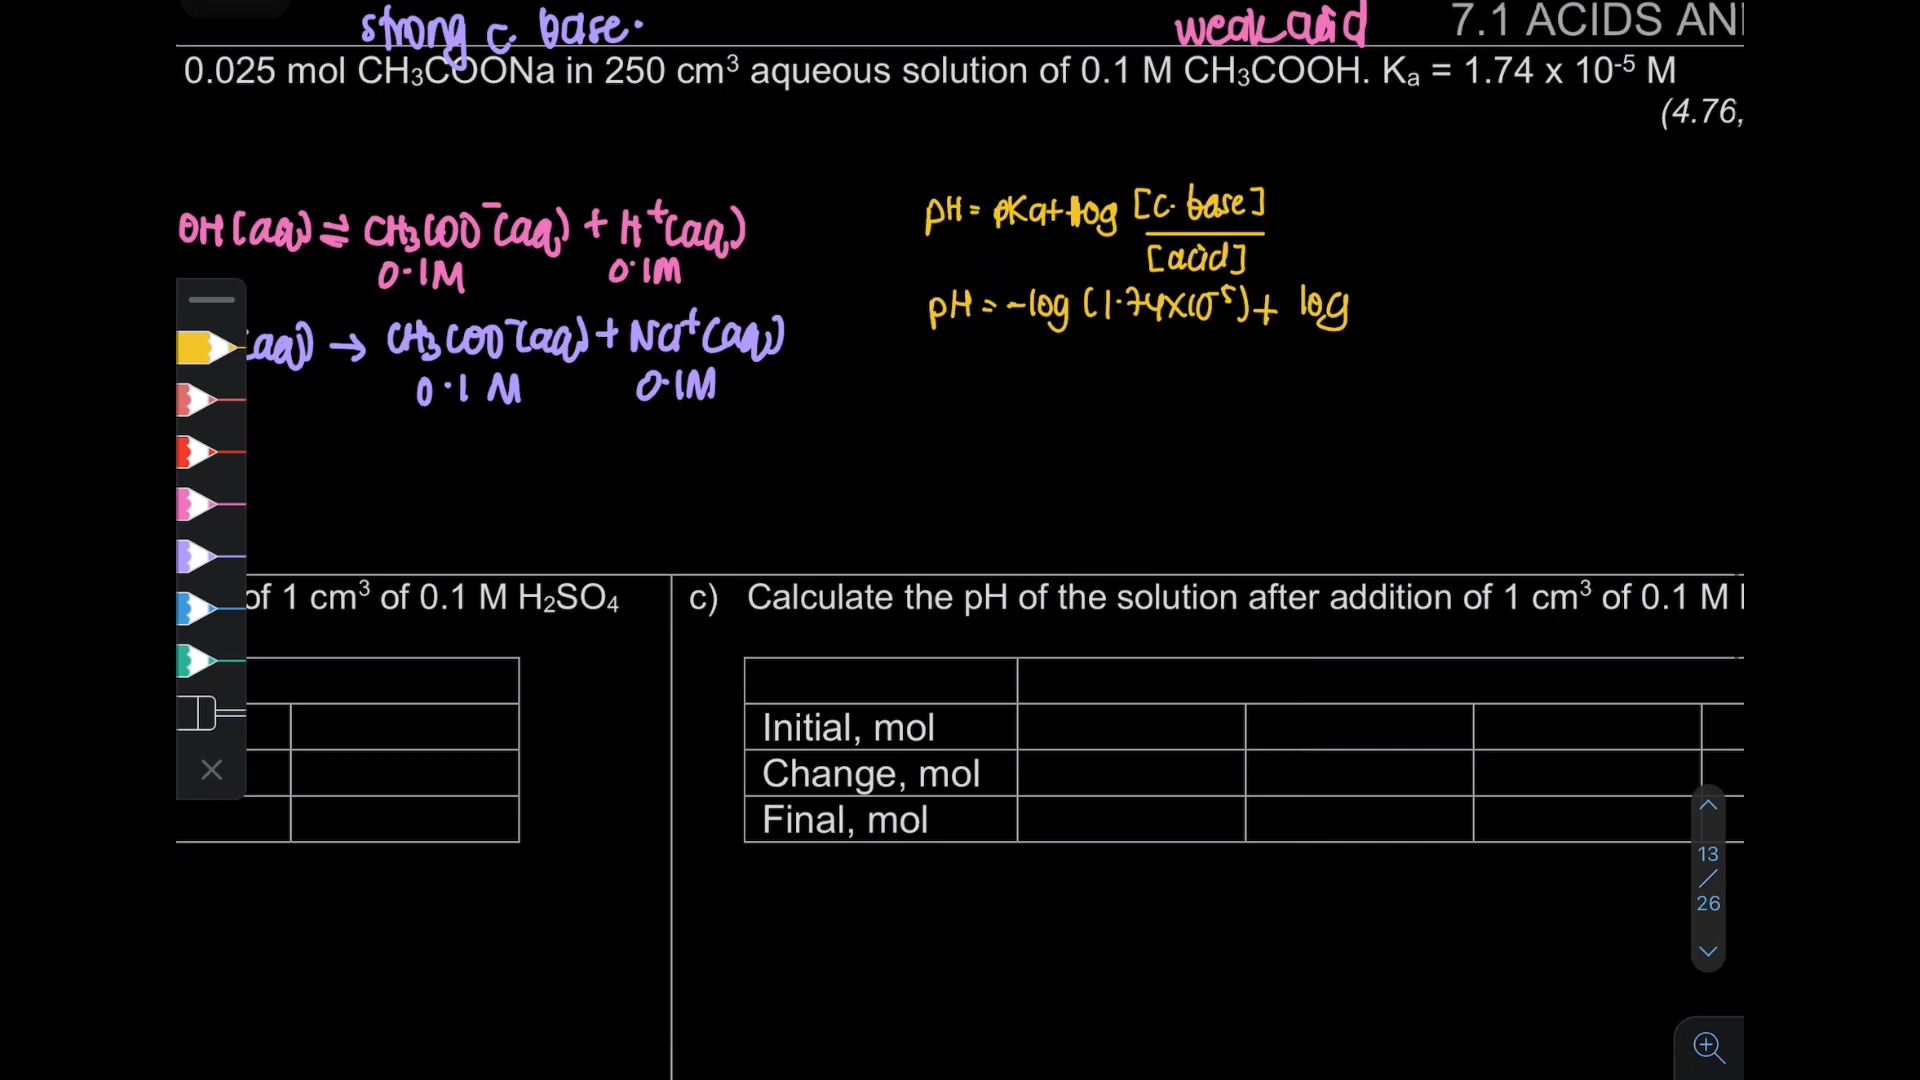 strong c. base.
weak acid
7.1 ACIDS AN
0.025 mol CH₃COONa in 250 cm³ aqueous solution of 0.1 M CH₃COOH. Kₐ = 1.74 x 10⁻⁵ M
(4.76,
OH(aq) ⇌ CH₃COO⁻(aq) + H⁺(aq)
0.1M 0.1M
(aq) → CH₃COO⁻(aq) + Na⁺(aq)
0.1 M 0.1M
pH = pKa + log [c. base]
[acid]
pH = -log (1.74x10⁻⁵) + log
of 1 cm³ of 0.1 M H₂SO₄
c) Calculate the pH of the solution after addition of 1 cm³ of 0.1 M
Initial, mol
Change, mol
Final, mol
13
/
26